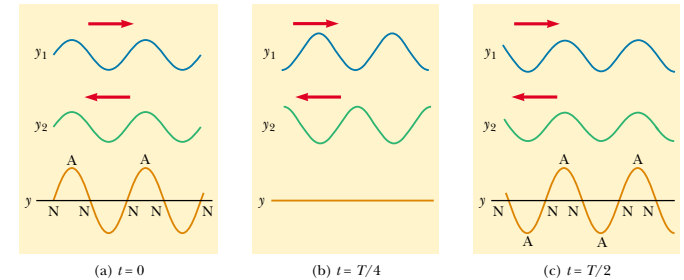 y1
y2
A A
y
N N N N N
(a) t = 0
y1
y2
y
(b) t = T/4
y1
y2
A A
y
N N N N N
A A
(c) t = T/2